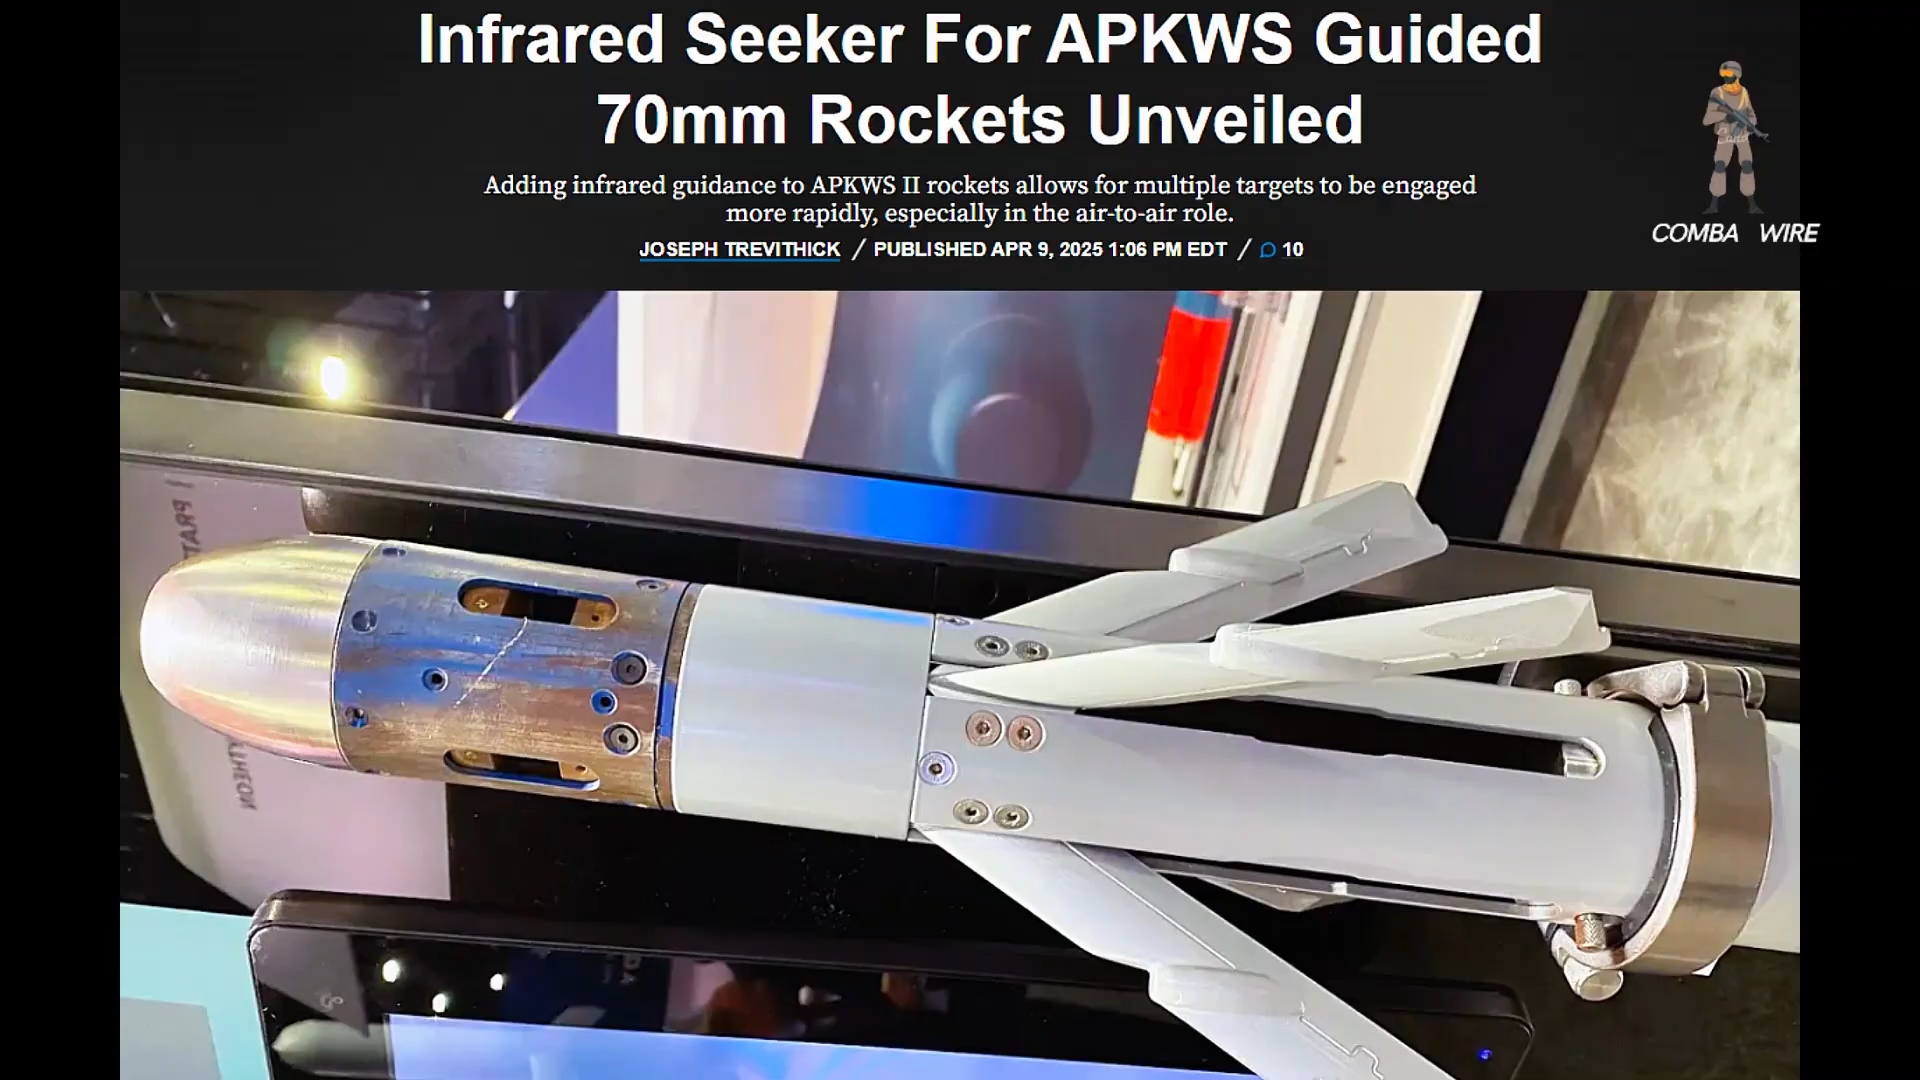 Infrared Seeker For APKWS Guided
70mm Rockets Unveiled
Adding infrared guidance to APKWS II rockets allows for multiple targets to be engaged
more rapidly, especially in the air-to-air role.
JOSEPH TREVITHICK / PUBLISHED APR 9, 2025 1:06 PM EDT / 10
COMBA WIRE